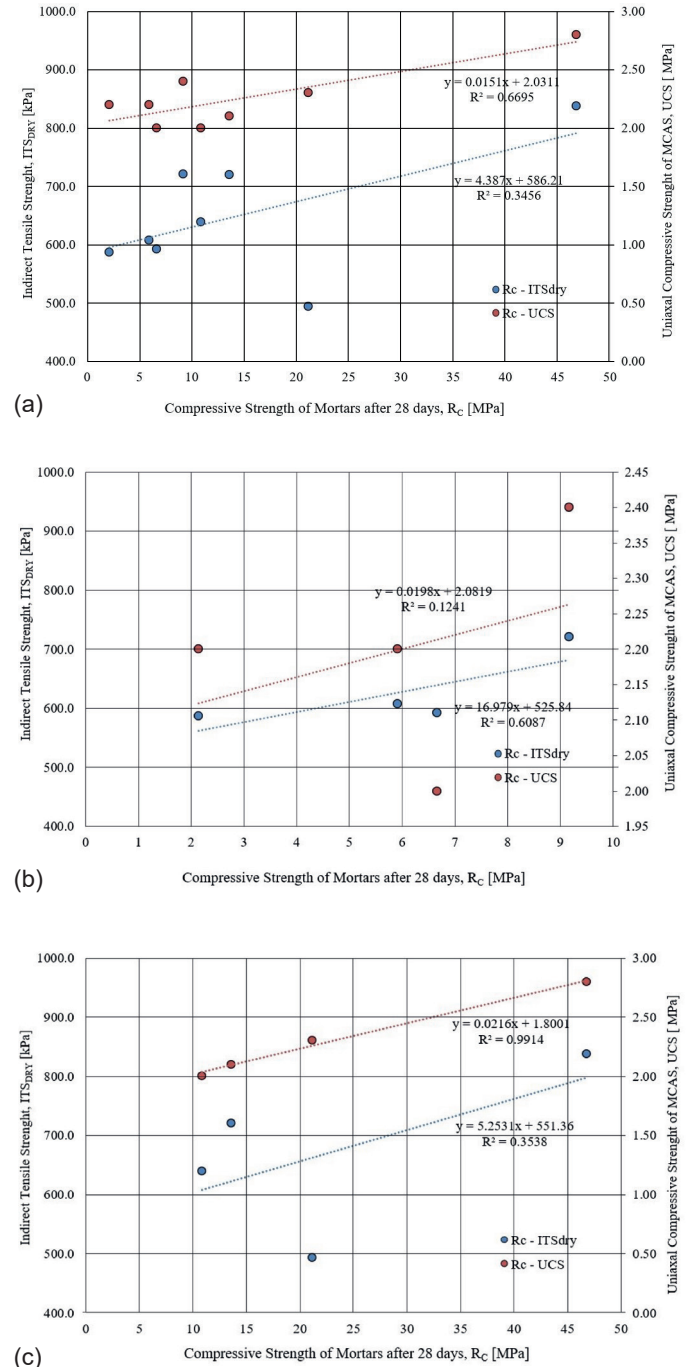 1000.0
900.0
800.0
700.0
600.0
500.0
400.0
Indirect Tensile Strenght, ITSDRY [kPa]
3.00
2.50
2.00
1.50
1.00
0.50
0.00
Uniaxal Compressive Strenght of MCAS, UCS [ MPa]
y = 0.0151x + 2.0311
R² = 0.6695
y = 4.387x + 586.21
R² = 0.3456
Rc - ITSdry
Rc - UCS
0 5 10 15 20 25 30 35 40 45 50
(a)
Compressive Strength of Mortars after 28 days, RC [MPa]
1000.0
900.0
800.0
700.0
600.0
500.0
400.0
Indirect Tensile Strenght, ITSDRY [kPa]
2.45
2.40
2.35
2.30
2.25
2.20
2.15
2.10
2.05
2.00
1.95
Uniaxal Compressive Strenght of MCAS, UCS [ MPa]
y = 0.0198x + 2.0819
R² = 0.1241
y = 16.979x + 525.84
R² = 0.6087
Rc - ITSdry
Rc - UCS
0 1 2 3 4 5 6 7 8 9 10
(b)
Compressive Strength of Mortars after 28 days, RC [MPa]
1000.0
900.0
800.0
700.0
600.0
500.0
400.0
Indirect Tensile Strenght, ITSDRY [kPa]
3.00
2.50
2.00
1.50
1.00
0.50
0.00
Uniaxal Compressive Strenght of MCAS, UCS [ MPa]
y = 0.0216x + 1.8001
R² = 0.9914
y = 5.2531x + 551.36
R² = 0.3538
Rc - ITSdry
Rc - UCS
0 5 10 15 20 25 30 35 40 45 50
(c)
Compressive Strength of Mortars after 28 days, RC [MPa]